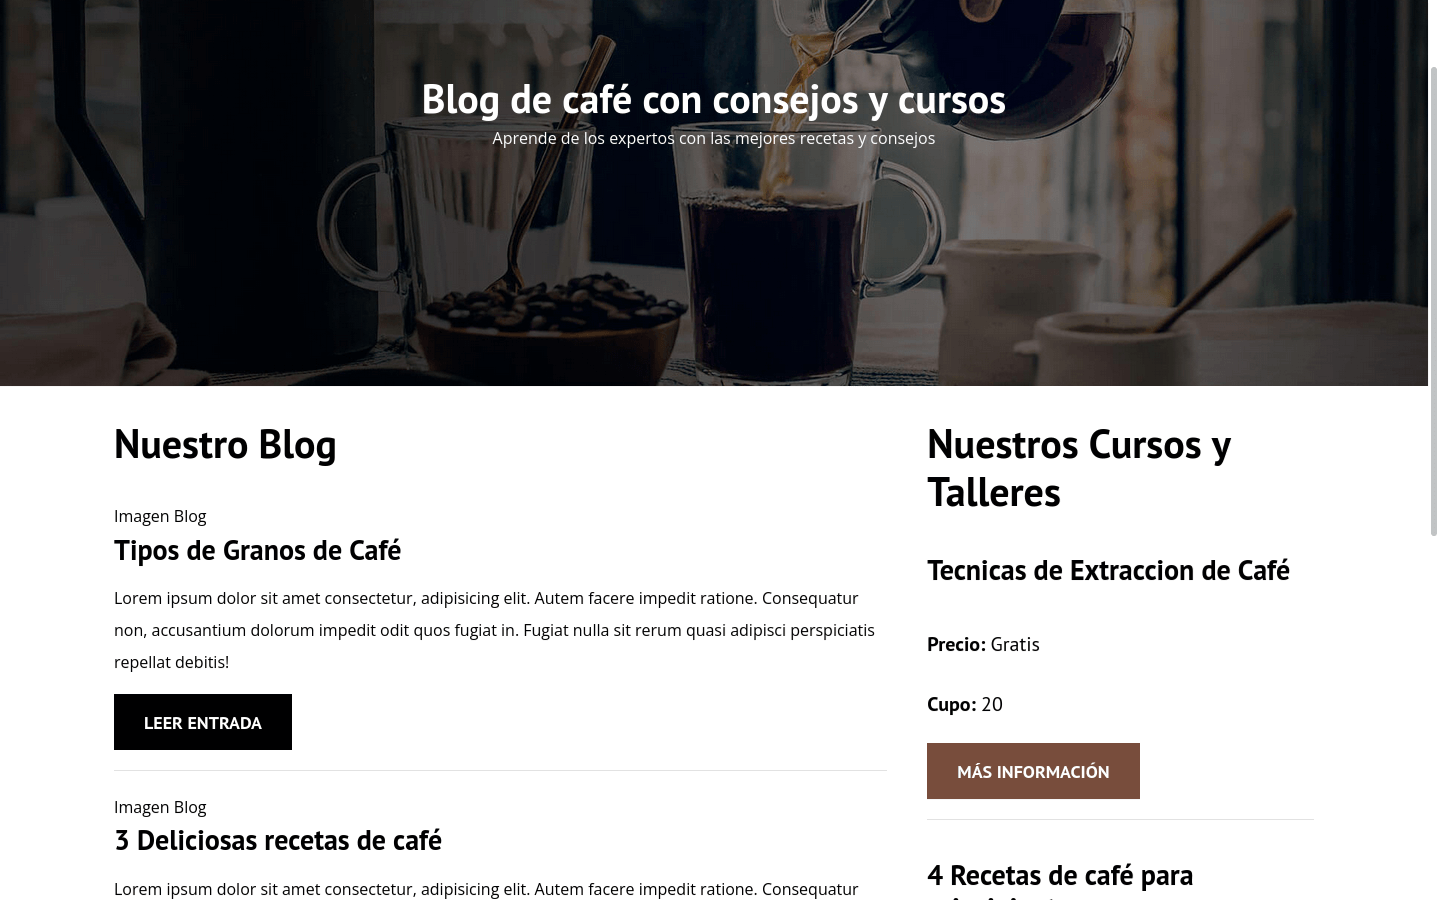 Blog de café con consejos y cursos
Aprende de los expertos con las mejores recetas y consejos
Nuestro Blog
Imagen Blog
Tipos de Granos de Café
Lorem ipsum dolor sit amet consectetur, adipisicing elit. Autem facere impedit ratione. Consequatur
non, accusantium dolorum impedit odit quos fugiat in. Fugiat nulla sit rerum quasi adipisci perspiciatis
repellat debitis!
LEER ENTRADA
Imagen Blog
3 Deliciosas recetas de café
Lorem ipsum dolor sit amet consectetur, adipisicing elit. Autem facere impedit ratione. Consequatur
Nuestros Cursos y
Talleres
Tecnicas de Extraccion de Café
Precio: Gratis
Cupo: 20
MÁS INFORMACIÓN
4 Recetas de café para